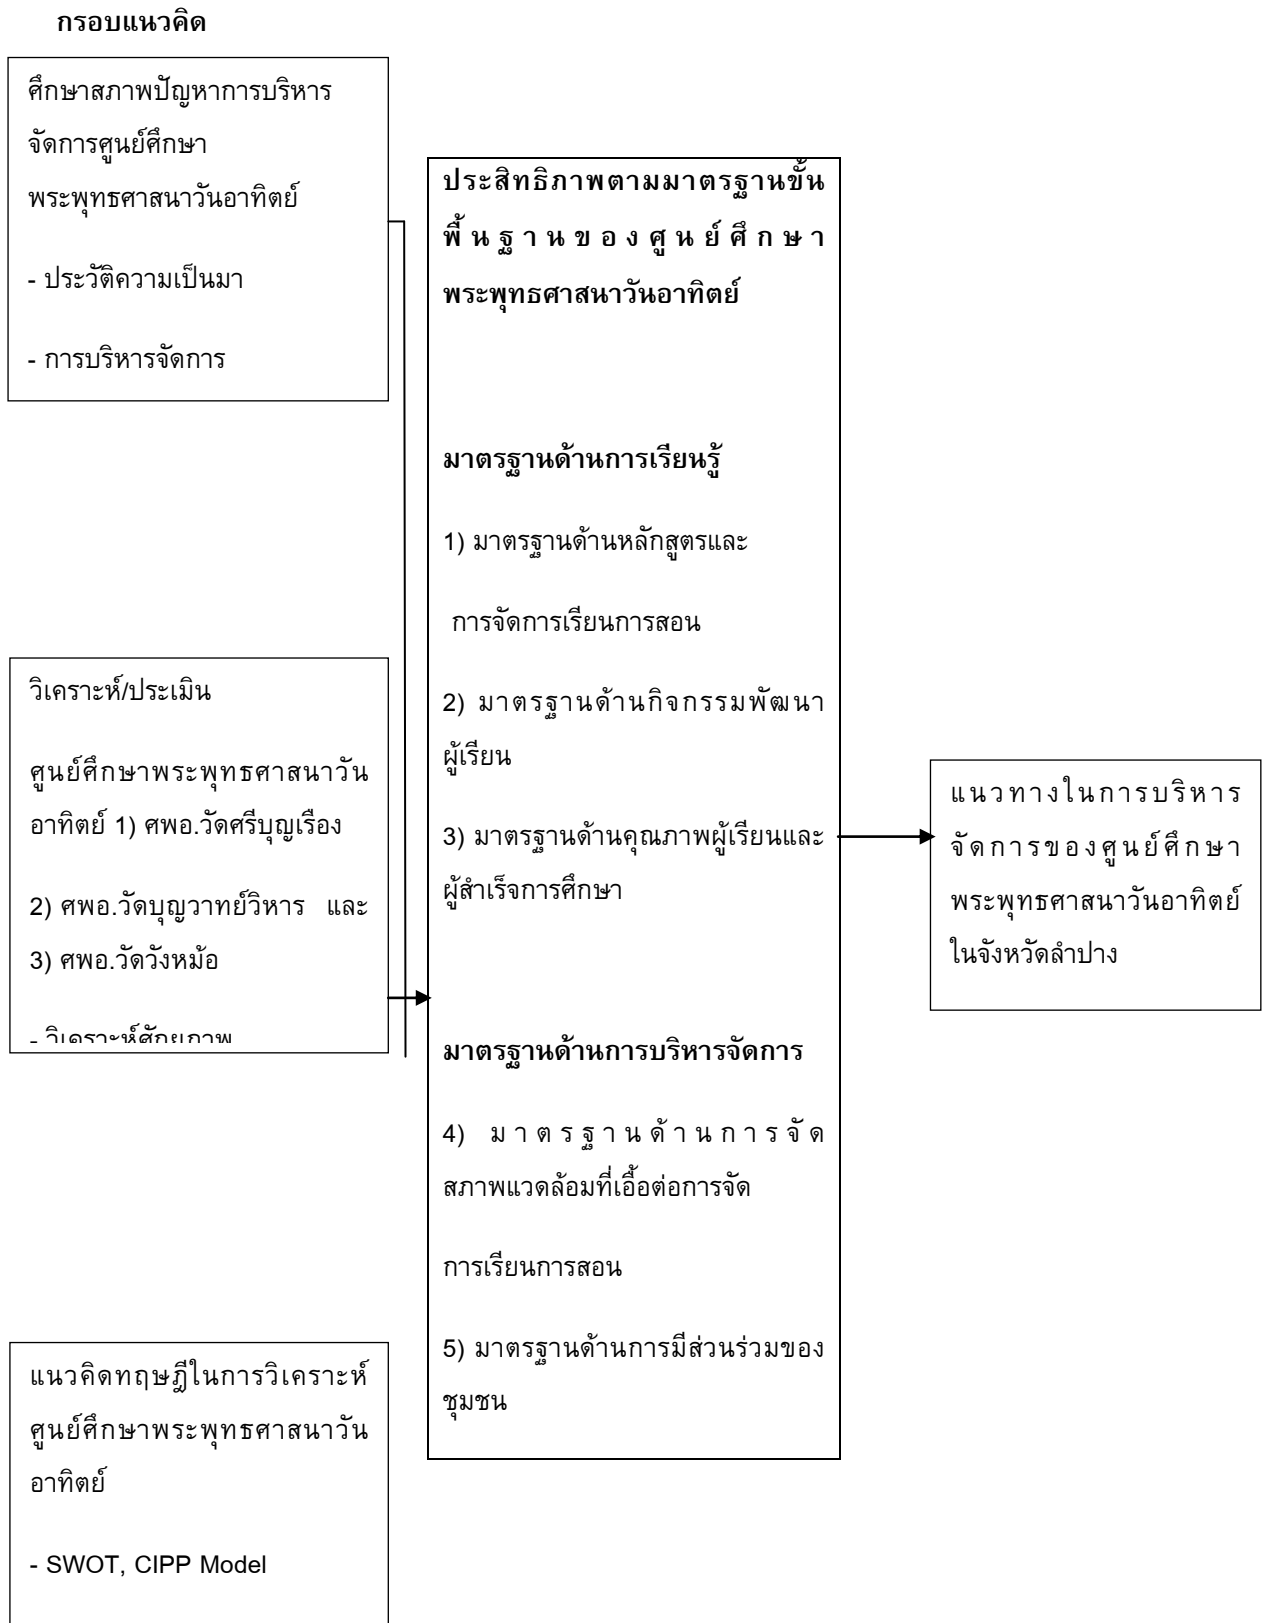 กรอบแนวคิด
ศึกษาสภาพปัญหาการบริหาร
จัดการศูนย์ศึกษา
พระพุทธศาสนาวันอาทิตย์
- ประวัติความเป็นมา
- การบริหารจัดการ
วิเคราะห์/ประเมิน
ศูนย์ศึกษาพระพุทธศาสนาวัน
อาทิตย์ 1) ศพอ.วัดศรีบุญเรือง
2) ศพอ.วัดบุญวาทย์วิหาร และ
3) ศพอ.วัดวังหม้อ
- วิเคราะห์ศักยภาพ
แนวคิดทฤษฎีในการวิเคราะห์
ศูนย์ศึกษาพระพุทธศาสนาวัน
อาทิตย์
- SWOT, CIPP Model
ประสิทธิภาพตามมาตรฐานขั้น
พื้นฐานของศูนย์ศึกษา
พระพุทธศาสนาวันอาทิตย์
มาตรฐานด้านการเรียนรู้
1) มาตรฐานด้านหลักสูตรและ
การจัดการเรียนการสอน
2) มาตรฐานด้านกิจกรรมพัฒนา
ผู้เรียน
3) มาตรฐานด้านคุณภาพผู้เรียนและ
ผู้สำเร็จการศึกษา
มาตรฐานด้านการบริหารจัดการ
4) มาตรฐานด้านการจัด
สภาพแวดล้อมที่เอื้อต่อการจัด
การเรียนการสอน
5) มาตรฐานด้านการมีส่วนร่วมของ
ชุมชน
แนวทางในการบริหาร
จัดการของศูนย์ศึกษา
พระพุทธศาสนาวันอาทิตย์
ในจังหวัดลำปาง